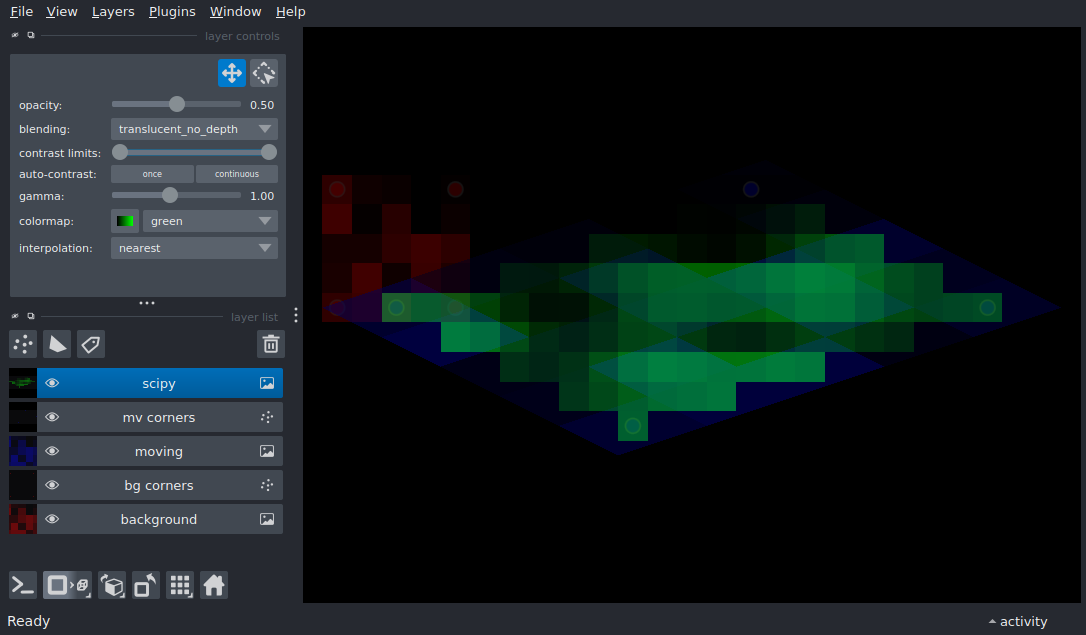 File View Layers Plugins Window Help
layer controls
opacity: 0.50
blending: translucent_no_depth
contrast limits:
auto-contrast: once continuous
gamma: 1.00
colormap: green
interpolation: nearest
layer list
scipy
mv corners
moving
bg corners
background
Ready
activity